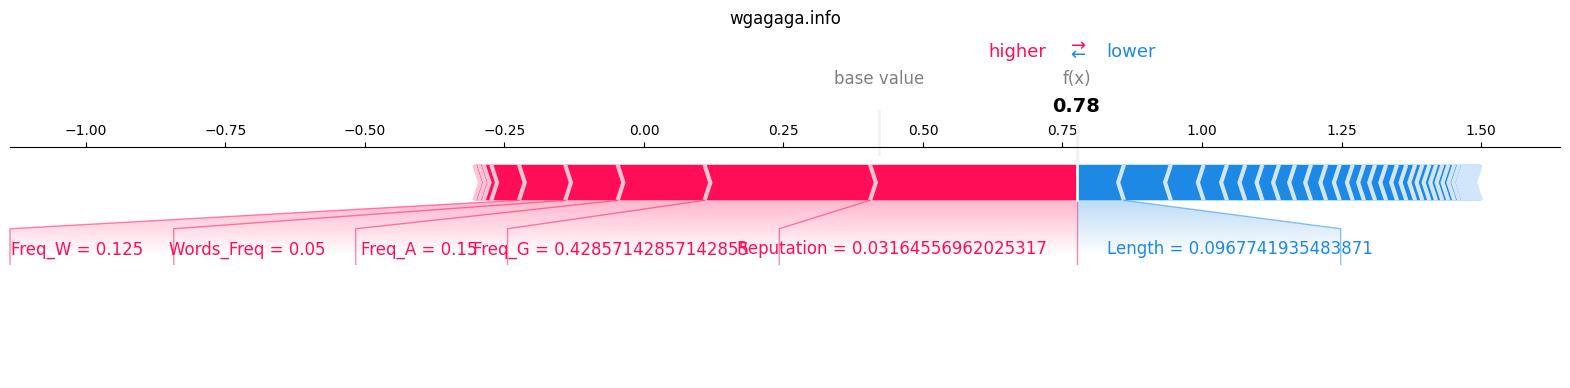 wgagaga.info
higher → lower
←
base value f(x)
0.78
−1.00 −0.75 −0.50 −0.25 0.00 0.25 0.50 0.75 1.00 1.25 1.50
Freq_W = 0.125 Words_Freq = 0.05 Freq_A = 0.15 Freq_G = 0.42857142857142855 Reputation = 0.03164556962025317 Length = 0.0967741935483871